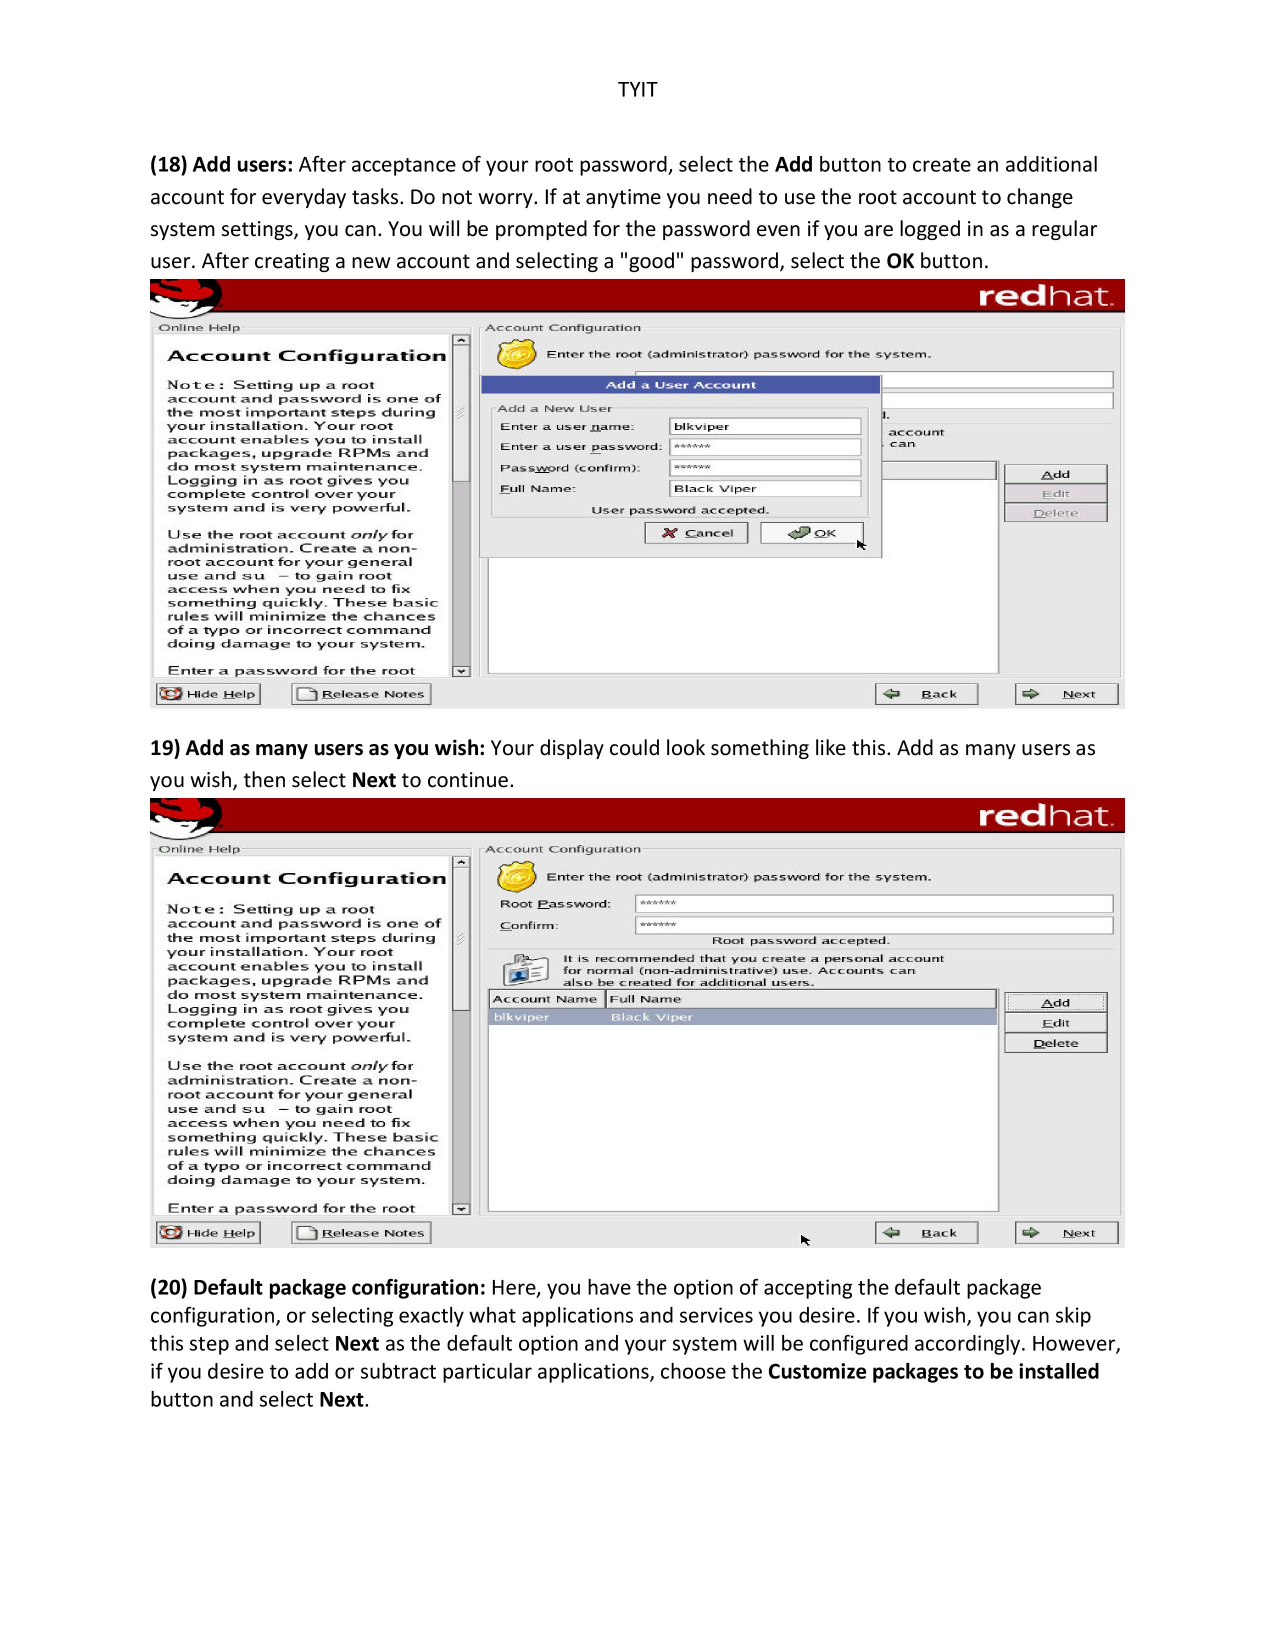 TYIT
(18) Add users: After acceptance of your root password, select the Add button to create an additional
account for everyday tasks. Do not worry. If at anytime you need to use the root account to change
system settings, you can. You will be prompted for the password even if you are logged in as a regular
user. After creating a new account and selecting a "good" password, select the OK button.
redhat.
Online Help
Account Configuration
Note: Setting up a root
account and password is one of
the most important steps during
your installation. Your root
account enables you to install
packages, upgrade RPMs and
do most system maintenance.
Logging in as root gives you
complete control over your
system and is very powerful.
Use the root account only for
administration. Create a non-
root account for your general
use and su – to gain root
access when you need to fix
something quickly. These basic
rules will minimize the chances
of a typo or incorrect command
doing damage to your system.
Enter a password for the root
Account Configuration
Enter the root (administrator) password for the system.
Add a User Account
Add a New User
Enter a user name: blkviper
Enter a user password: ******
Password (confirm): ******
Full Name: Black Viper
User password accepted.
Cancel OK
d.
account
can
Add
Edit
Delete
Hide Help Release Notes Back Next
19) Add as many users as you wish: Your display could look something like this. Add as many users as
you wish, then select Next to continue.
redhat.
Online Help
Account Configuration
Note: Setting up a root
account and password is one of
the most important steps during
your installation. Your root
account enables you to install
packages, upgrade RPMs and
do most system maintenance.
Logging in as root gives you
complete control over your
system and is very powerful.
Use the root account only for
administration. Create a non-
root account for your general
use and su – to gain root
access when you need to fix
something quickly. These basic
rules will minimize the chances
of a typo or incorrect command
doing damage to your system.
Enter a password for the root
Account Configuration
Enter the root (administrator) password for the system.
Root Password: ******
Confirm: ******
Root password accepted.
It is recommended that you create a personal account
for normal (non-administrative) use. Accounts can
also be created for additional users.
Account Name Full Name
blkviper Black Viper
Add
Edit
Delete
Hide Help Release Notes Back Next
(20) Default package configuration: Here, you have the option of accepting the default package
configuration, or selecting exactly what applications and services you desire. If you wish, you can skip
this step and select Next as the default option and your system will be configured accordingly. However,
if you desire to add or subtract particular applications, choose the Customize packages to be installed
button and select Next.